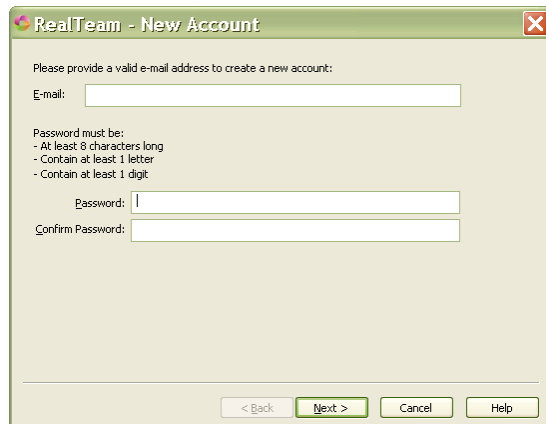 RealTeam - New Account
Please provide a valid e-mail address to create a new account:
E-mail:
Password must be:
- At least 8 characters long
- Contain at least 1 letter
- Contain at least 1 digit
Password:
Confirm Password:
< Back Next > Cancel Help